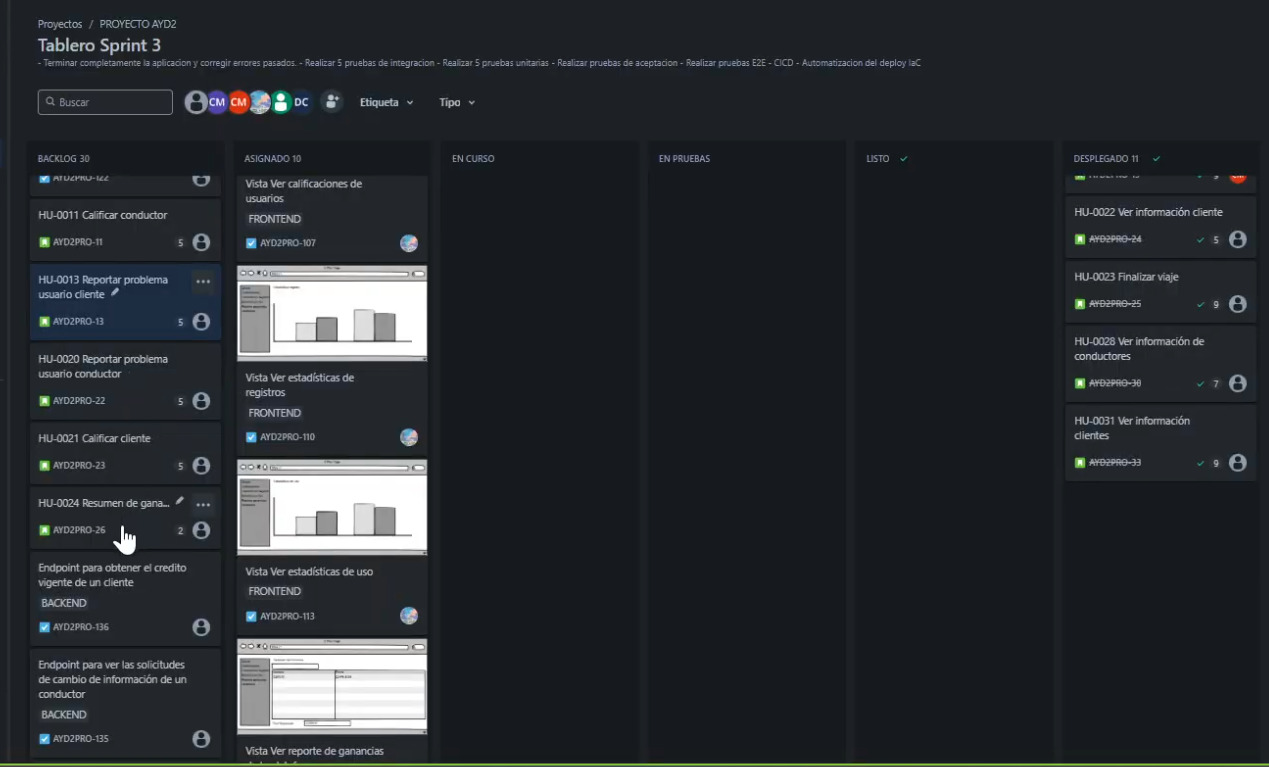 Proyectos / PROYECTO AYD2
Tablero Sprint 3
- Terminar completamente la aplicacion y corregir errores pasados. - Realizar 5 pruebas de integracion - Realizar 5 pruebas unitarias - Realizar pruebas de aceptacion - Realizar pruebas E2E - CICD - Automatizacion del deploy IaC
Buscar
CM
CM
DC
Etiqueta
Tipo
BACKLOG 30
AYD2PRO-122
HU-0011 Calificar conductor
AYD2PRO-11
5
HU-0013 Reportar problema
usuario cliente
AYD2PRO-13
5
HU-0020 Reportar problema
usuario conductor
AYD2PRO-22
5
HU-0021 Calificar cliente
AYD2PRO-23
5
HU-0024 Resumen de gana...
AYD2PRO-26
2
Endpoint para obtener el credito
vigente de un cliente
BACKEND
AYD2PRO-136
Endpoint para ver las solicitudes
de cambio de información de un
conductor
BACKEND
AYD2PRO-135
ASIGNADO 10
Vista Ver calificaciones de
usuarios
FRONTEND
AYD2PRO-107
Vista Ver estadísticas de
registros
FRONTEND
AYD2PRO-110
Vista Ver estadísticas de uso
FRONTEND
AYD2PRO-113
Vista Ver reporte de ganancias
EN CURSO
EN PRUEBAS
LISTO
DESPLEGADO 11
9
CM
HU-0022 Ver información cliente
AYD2PRO-24
5
HU-0023 Finalizar viaje
AYD2PRO-25
9
HU-0028 Ver información de
conductores
AYD2PRO-30
7
HU-0031 Ver información
clientes
AYD2PRO-33
9